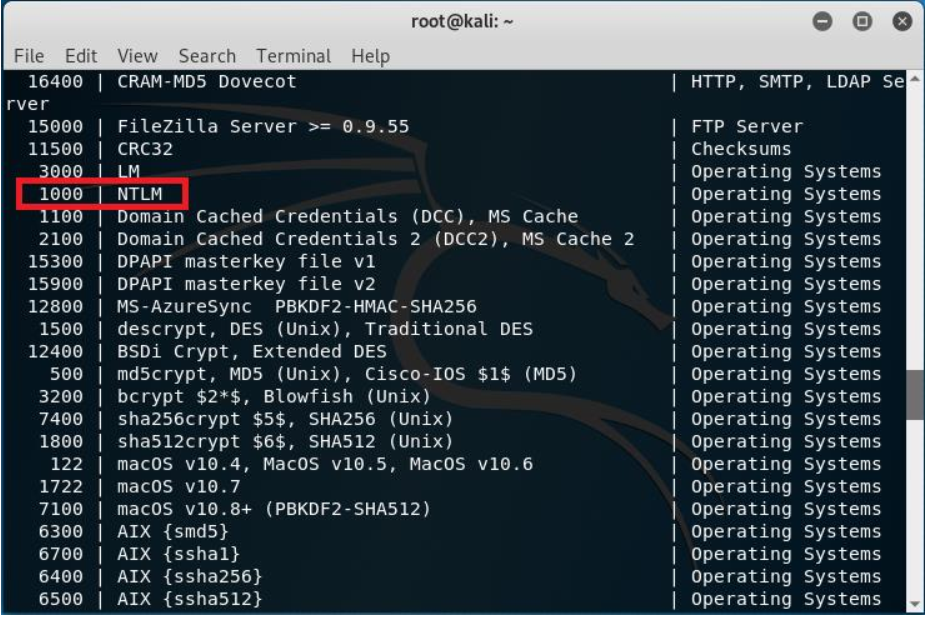 root@kali: ~
File Edit View Search Terminal Help
16400 | CRAM-MD5 Dovecot | HTTP, SMTP, LDAP Se
rver
15000 | FileZilla Server >= 0.9.55 | FTP Server
11500 | CRC32 | Checksums
3000 | LM | Operating Systems
1000 | NTLM | Operating Systems
1100 | Domain Cached Credentials (DCC), MS Cache | Operating Systems
2100 | Domain Cached Credentials 2 (DCC2), MS Cache 2 | Operating Systems
15300 | DPAPI masterkey file v1 | Operating Systems
15900 | DPAPI masterkey file v2 | Operating Systems
12800 | MS-AzureSync  PBKDF2-HMAC-SHA256 | Operating Systems
1500 | descrypt, DES (Unix), Traditional DES | Operating Systems
12400 | BSDi Crypt, Extended DES | Operating Systems
500 | md5crypt, MD5 (Unix), Cisco-IOS $1$ (MD5) | Operating Systems
3200 | bcrypt $2*$, Blowfish (Unix) | Operating Systems
7400 | sha256crypt $5$, SHA256 (Unix) | Operating Systems
1800 | sha512crypt $6$, SHA512 (Unix) | Operating Systems
122 | macOS v10.4, MacOS v10.5, MacOS v10.6 | Operating Systems
1722 | macOS v10.7 | Operating Systems
7100 | macOS v10.8+ (PBKDF2-SHA512) | Operating Systems
6300 | AIX {smd5} | Operating Systems
6700 | AIX {ssha1} | Operating Systems
6400 | AIX {ssha256} | Operating Systems
6500 | AIX {ssha512} | Operating Systems